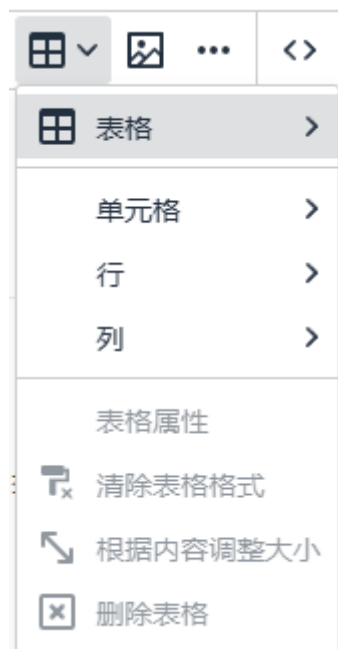 表格
单元格
行
列
表格属性
清除表格格式
根据内容调整大小
删除表格